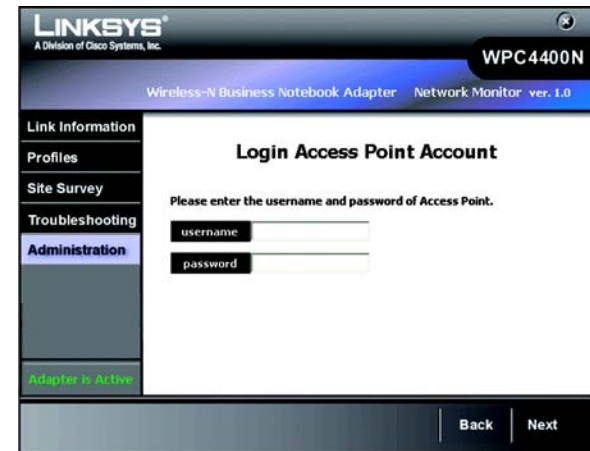 LINKSYS®
A Division of Cisco Systems, Inc.
WPC4400N
Wireless-N Business Notebook Adapter Network Monitor ver. 1.0
Link Information
Profiles
Site Survey
Troubleshooting
Administration
Adapter is Active
Login Access Point Account
Please enter the username and password of Access Point.
username
password
Back Next